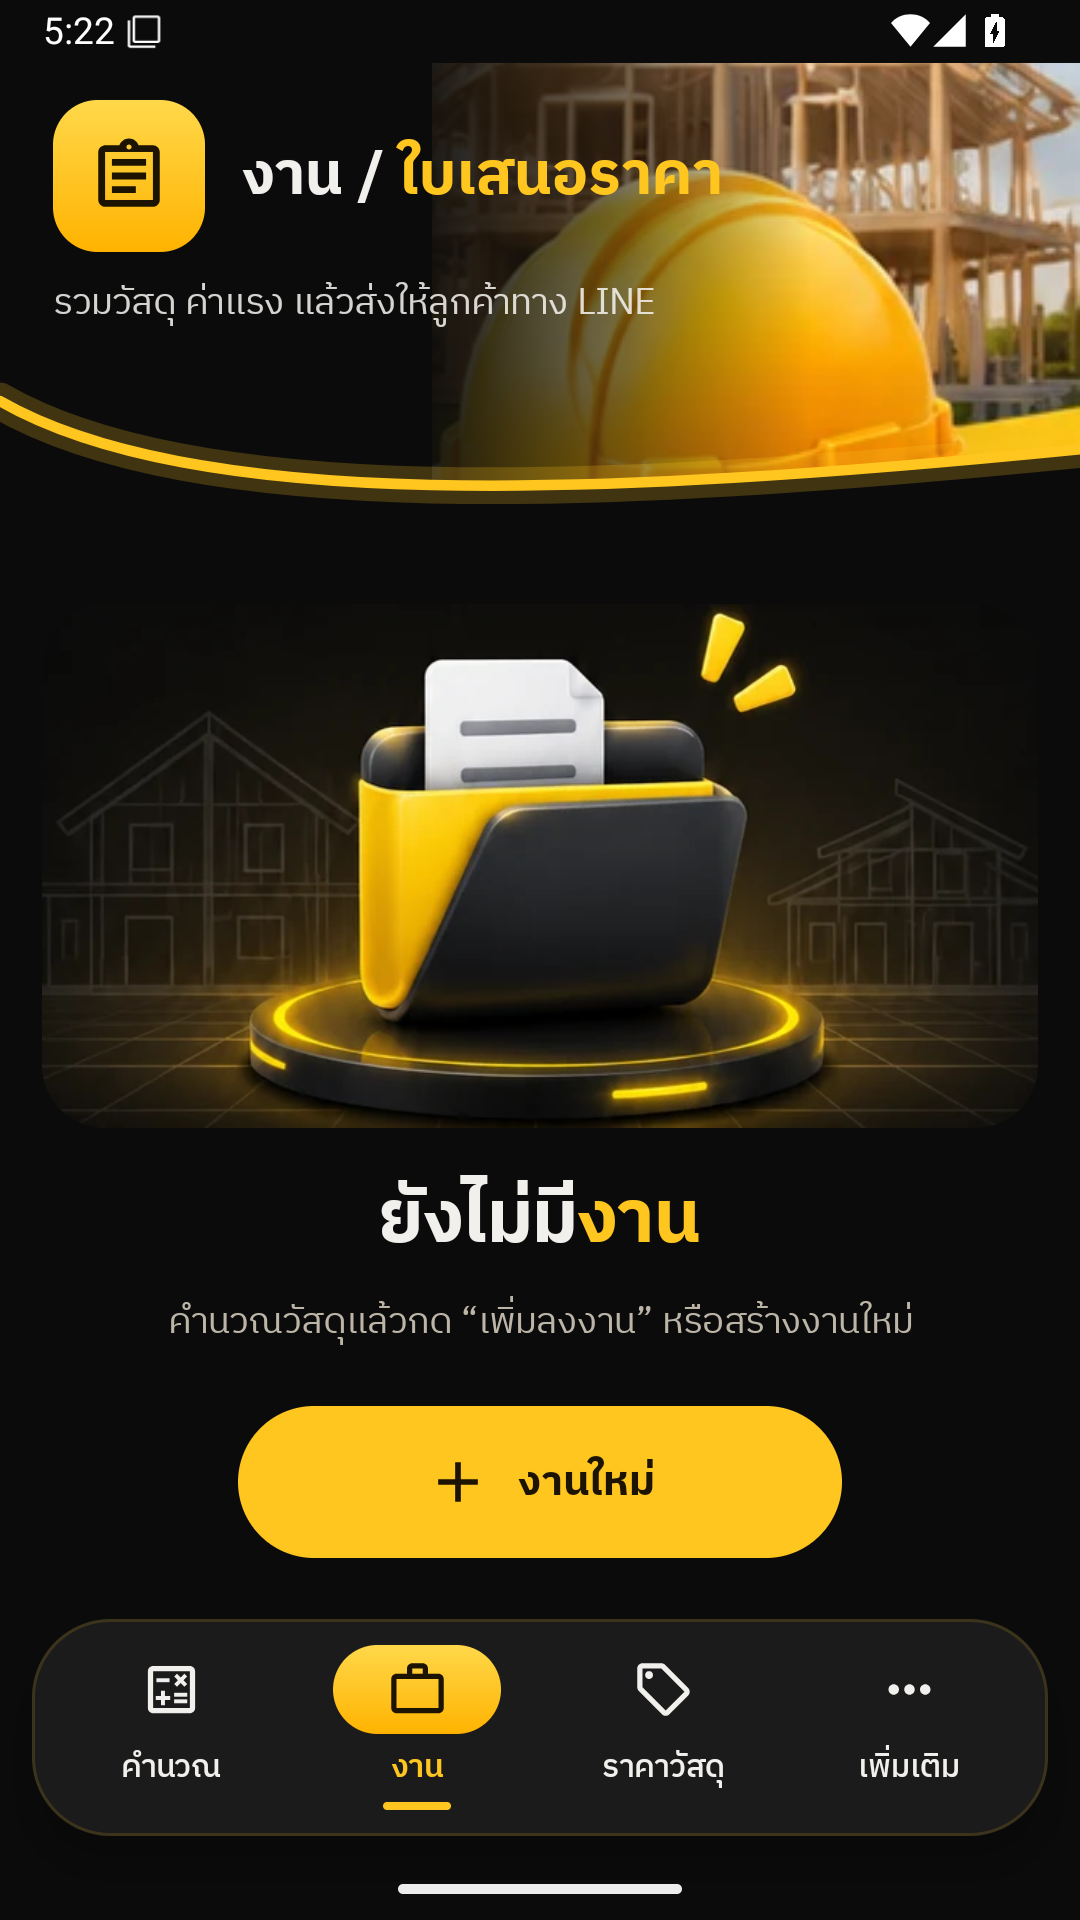 5:22
งาน / ใบเสนอราคา
รวมวัสดุ ค่าแรง แล้วส่งให้ลูกค้าทาง LINE
ยังไม่มีงาน
คำนวณวัสดุแล้วกด “เพิ่มลงงาน” หรือสร้างงานใหม่
งานใหม่
คำนวณ
งาน
ราคาวัสดุ
เพิ่มเติม